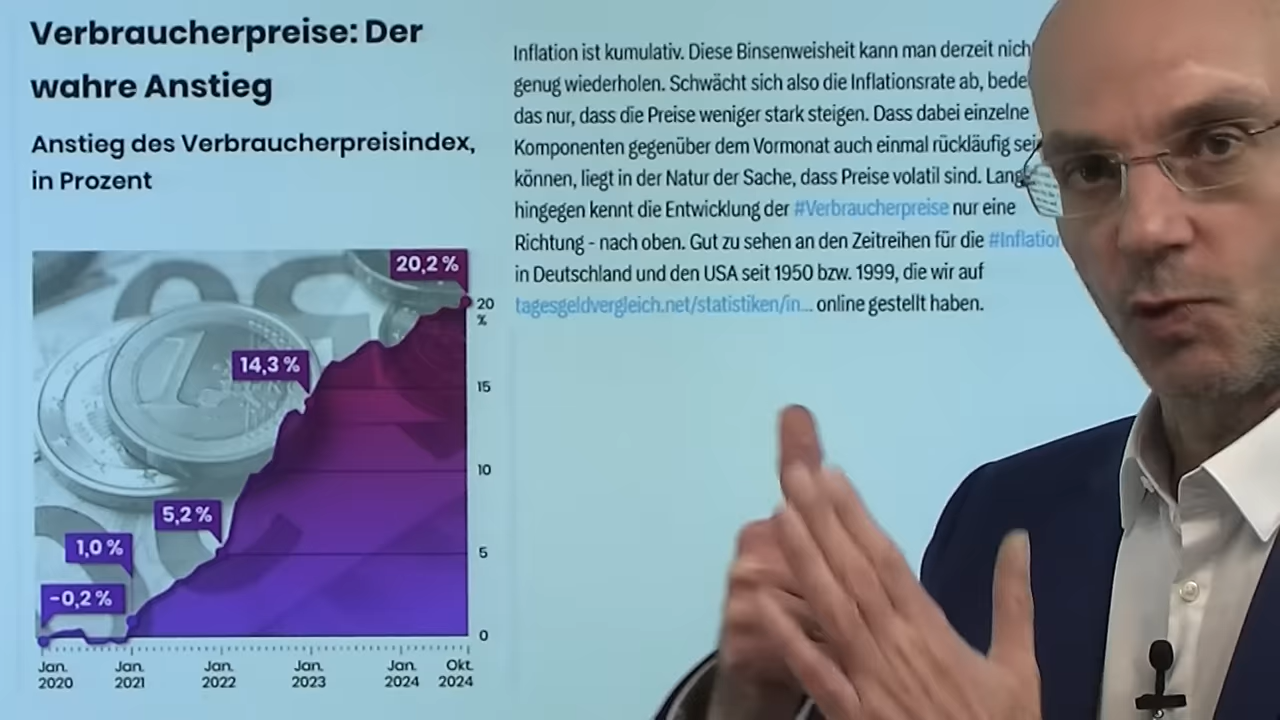 Verbraucherpreise: Der
wahre Anstieg
Anstieg des Verbraucherpreisindex,
in Prozent
20,2 %
14,3 %
5,2 %
1,0 %
−0,2 %
20
%
15
10
5
0
Jan.
2020
Jan.
2021
Jan.
2022
Jan.
2023
Jan.
2024
Okt.
2024
Inflation ist kumulativ. Diese Binsenweisheit kann man derzeit nich
genug wiederholen. Schwächt sich also die Inflationsrate ab, bede
das nur, dass die Preise weniger stark steigen. Dass dabei einzelne
Komponenten gegenüber dem Vormonat auch einmal rückläufig sei
können, liegt in der Natur der Sache, dass Preise volatil sind. Lang
hingegen kennt die Entwicklung der #Verbraucherpreise nur eine
Richtung - nach oben. Gut zu sehen an den Zeitreihen für die #Inflation
in Deutschland und den USA seit 1950 bzw. 1999, die wir auf
tagesgeldvergleich.net/statistiken/in... online gestellt haben.